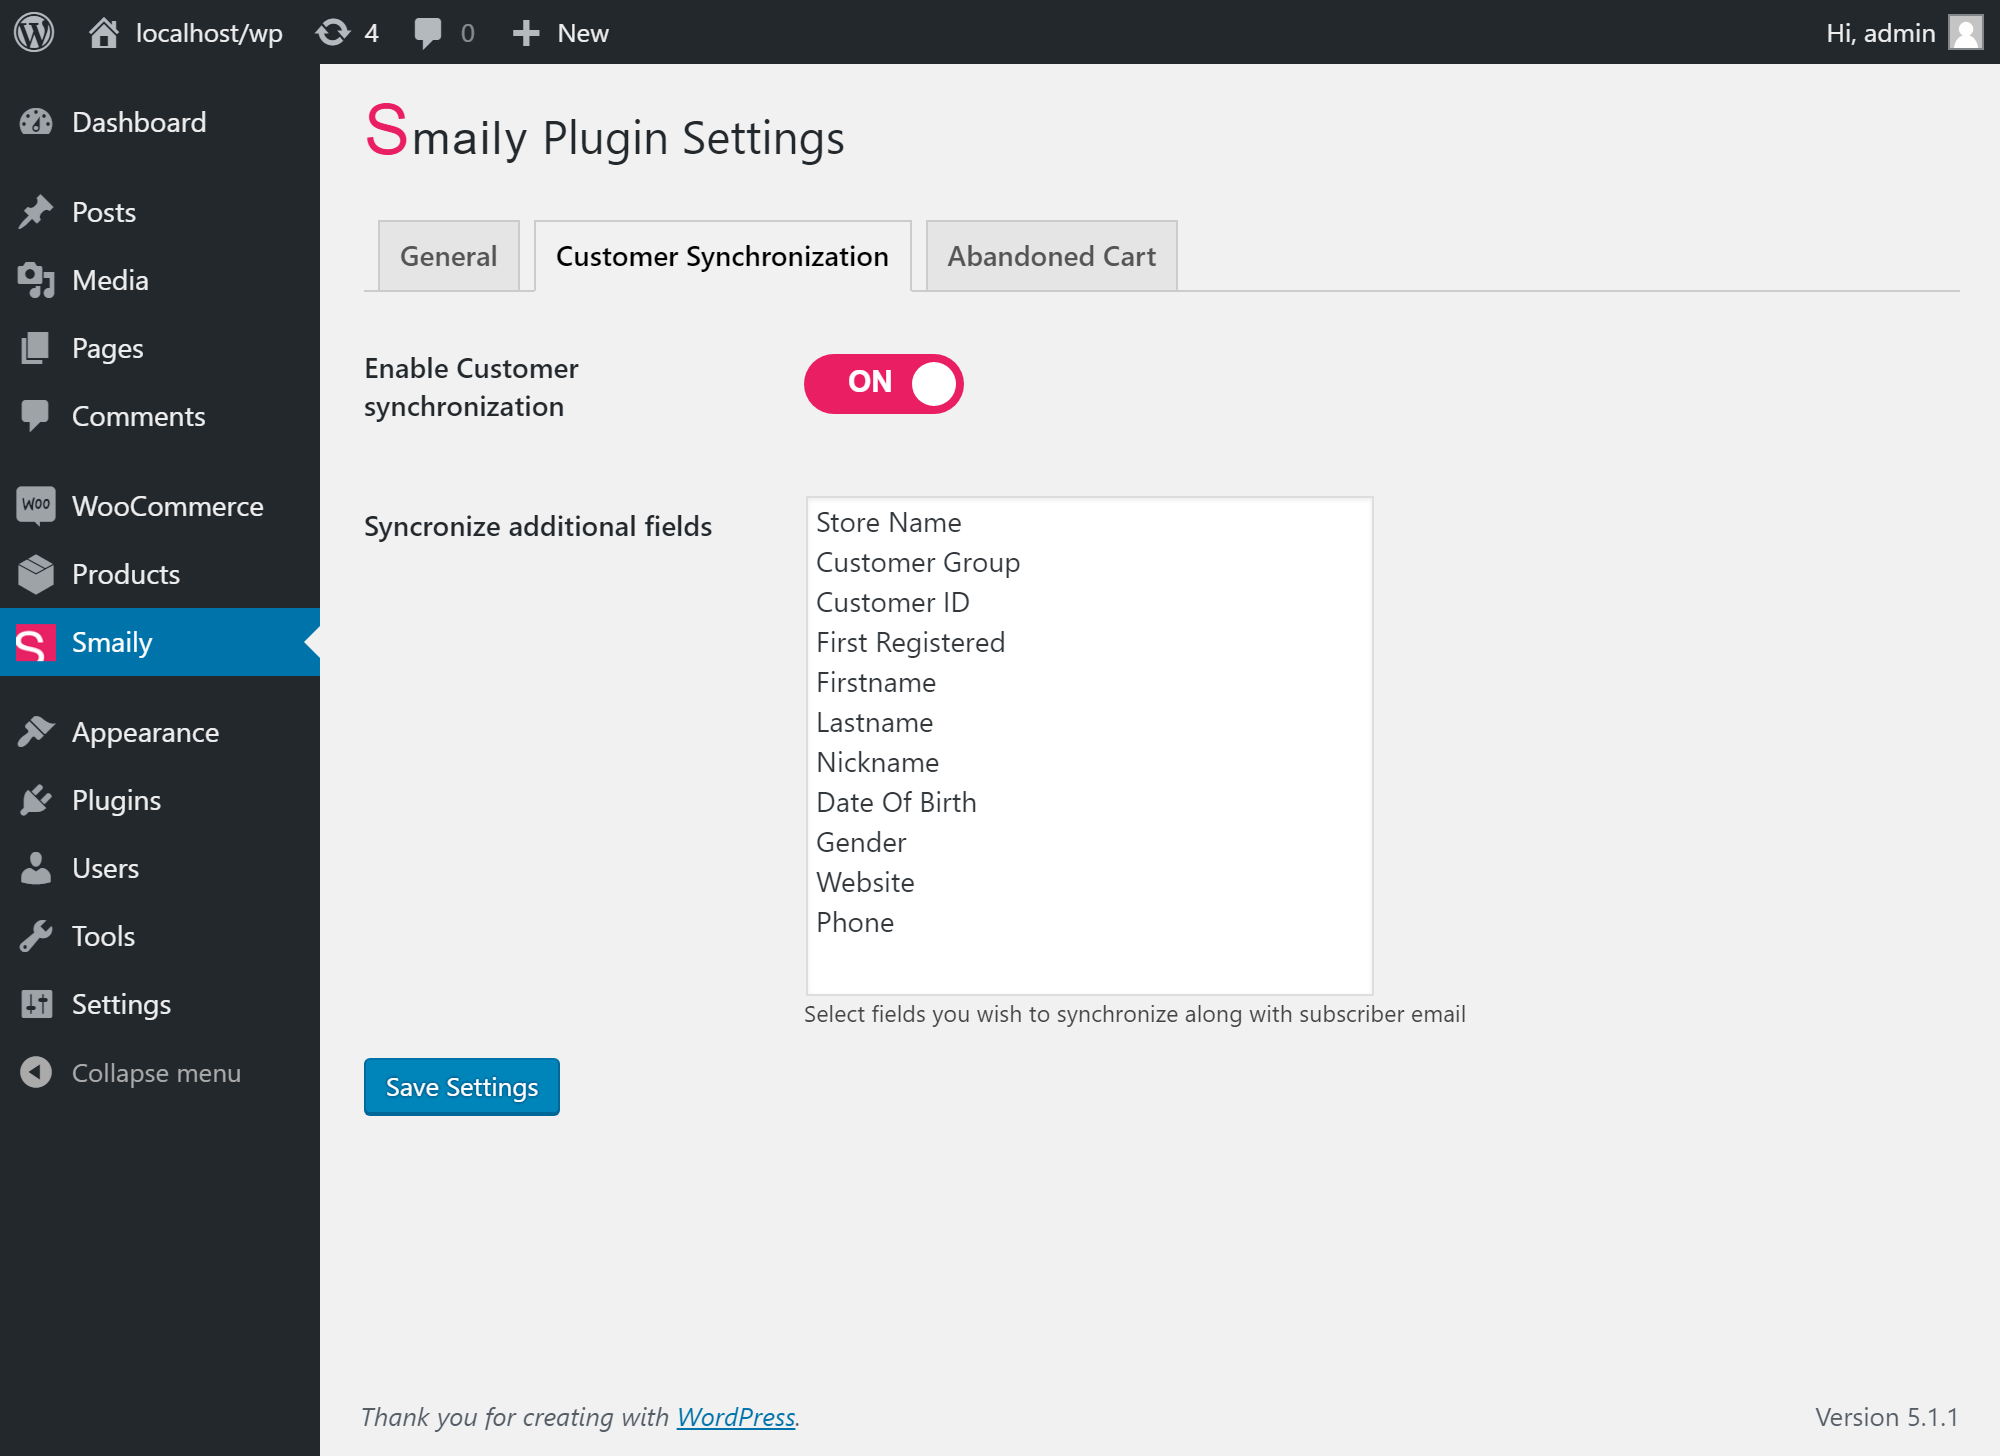 localhost/wp 4 0 New Hi, admin
Dashboard
Posts
Media
Pages
Comments
WOO WooCommerce
Products
S Smaily
Appearance
Plugins
Users
Tools
Settings
Collapse menu
Smaily Plugin Settings
General Customer Synchronization Abandoned Cart
Enable Customer
synchronization
ON
Syncronize additional fields
Store Name
Customer Group
Customer ID
First Registered
Firstname
Lastname
Nickname
Date Of Birth
Gender
Website
Phone
Select fields you wish to synchronize along with subscriber email
Save Settings
Thank you for creating with WordPress. Version 5.1.1